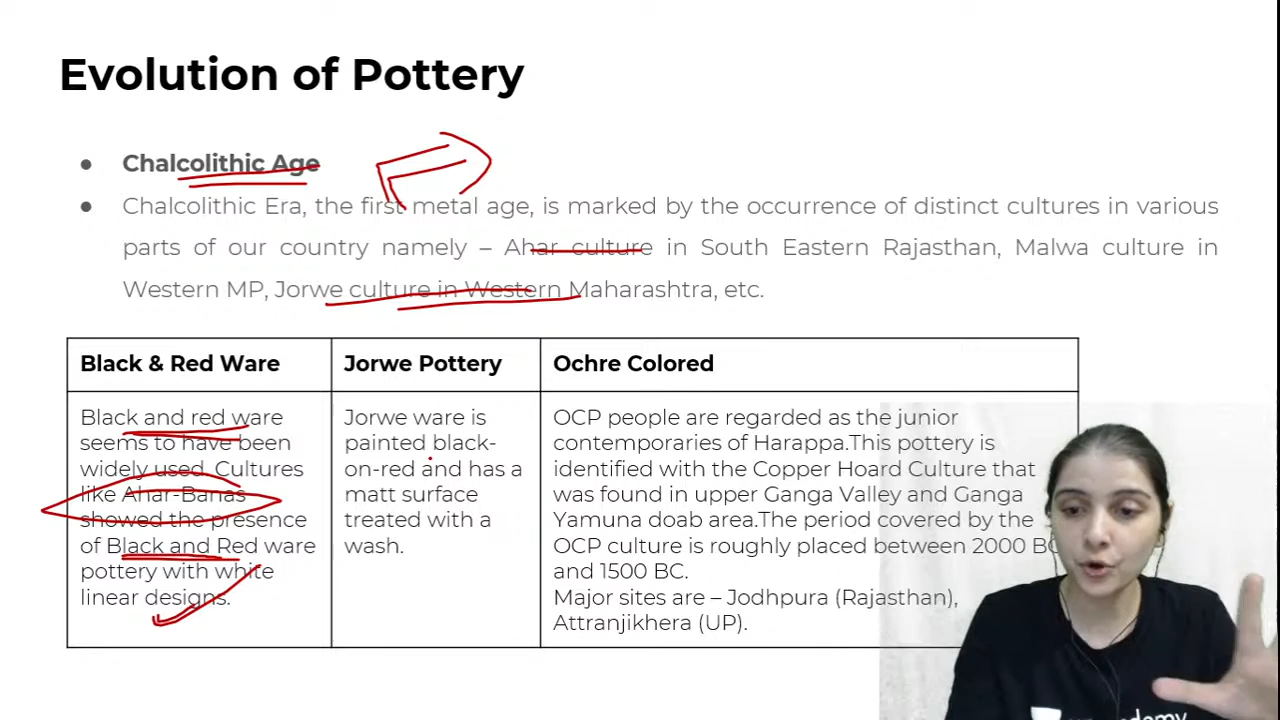 Evolution of Pottery
● Chalcolithic Age
● Chalcolithic Era, the first metal age, is marked by the occurrence of distinct cultures in various
parts of our country namely – Ahar culture in South Eastern Rajasthan, Malwa culture in
Western MP, Jorwe culture in Western Maharashtra, etc.
Black & Red Ware
Black and red ware
seems to have been
widely used. Cultures
like Ahar-Banas
showed the presence
of Black and Red ware
pottery with white
linear designs.
Jorwe Pottery
Jorwe ware is
painted black-
on-red and has a
matt surface
treated with a
wash.
Ochre Colored
OCP people are regarded as the junior
contemporaries of Harappa.This pottery is
identified with the Copper Hoard Culture that
was found in upper Ganga Valley and Ganga
Yamuna doab area.The period covered by the
OCP culture is roughly placed between 2000 BC
and 1500 BC.
Major sites are – Jodhpura (Rajasthan),
Attranjikhera (UP).